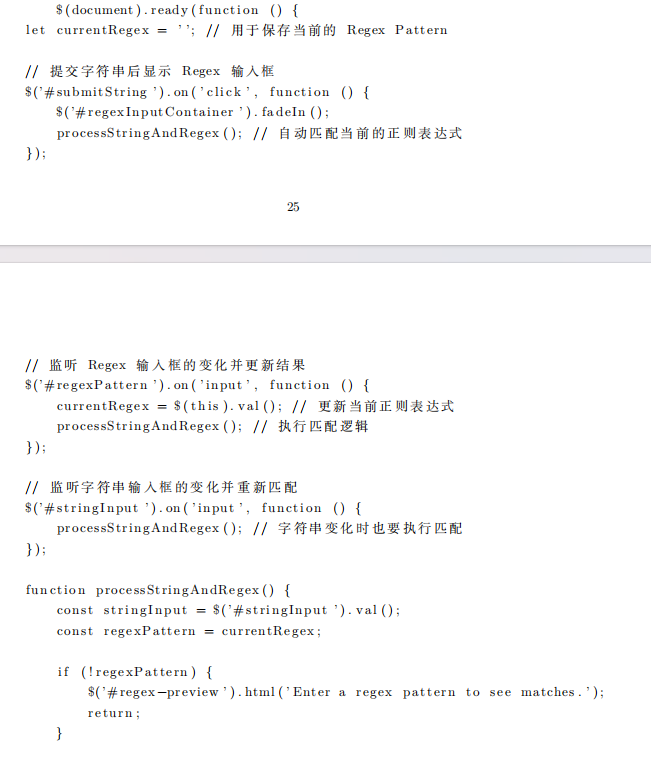 $(document).ready(function () {
let currentRegex = ''; // 用于保存当前的 Regex Pattern
// 提交字符串后显示 Regex 输入框
$('#submitString').on('click', function () {
$('#regexInputContainer').fadeIn();
processStringAndRegex(); // 自动匹配当前的正则表达式
});
25
// 监听 Regex 输入框的变化并更新结果
$('#regexPattern').on('input', function () {
currentRegex = $(this).val(); // 更新当前正则表达式
processStringAndRegex(); // 执行匹配逻辑
});
// 监听字符串输入框的变化并重新匹配
$('#stringInput').on('input', function () {
processStringAndRegex(); // 字符串变化时也要执行匹配
});
function processStringAndRegex() {
const stringInput = $('#stringInput').val();
const regexPattern = currentRegex;
if (!regexPattern) {
$('#regex-preview').html('Enter a regex pattern to see matches.');
return;
}